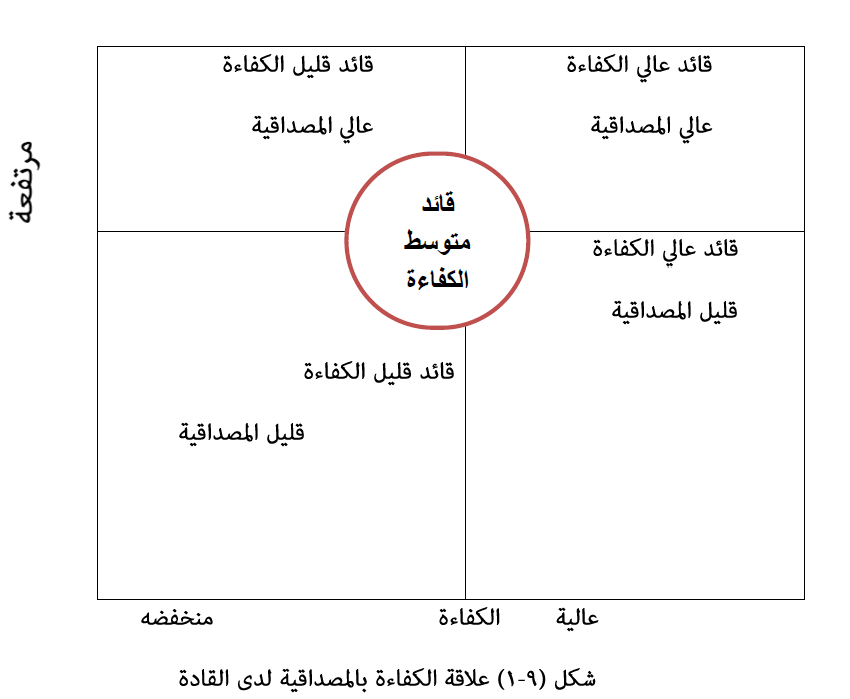 قائد عالي الكفاءة
عالي المصداقية
قائد قليل الكفاءة
عالي المصداقية
مرتفعة
قائد
متوسط
الكفاءة
قائد عالي الكفاءة
قليل المصداقية
قائد قليل الكفاءة
قليل المصداقية
عالية الكفاءة منخفضه
شكل (٩-١) علاقة الكفاءة بالمصداقية لدى القادة